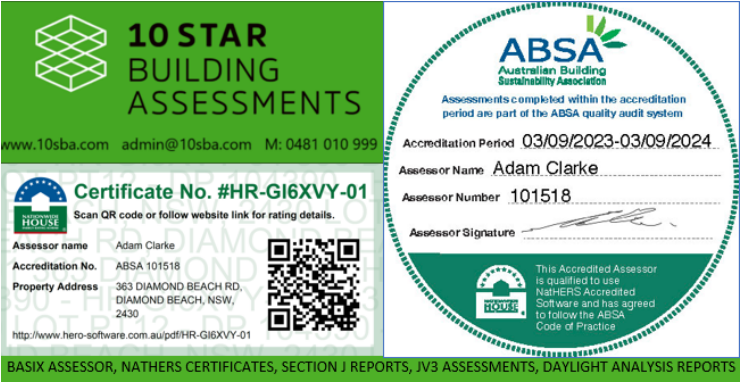 10 STAR
BUILDING
ASSESSMENTS
www.10sba.com admin@10sba.com M: 0481 010 999
Certificate No. #HR-GI6XVY-01
Scan QR code or follow website link for rating details.
NATIONWIDE
HOUSE
Assessor name Adam Clarke
Accreditation No. ABSA 101518
Property Address 363 DIAMOND BEACH RD,
DIAMOND BEACH, NSW,
2430
http://www.hero-software.com.au/pdf/HR-GI6XVY-01
ABSA
Australian Building
Sustainability Association
Assessments completed within the accreditation
period are part of the ABSA quality audit system
Accreditation Period 03/09/2023-03/09/2024
Assessor Name Adam Clarke
Assessor Number 101518
Assessor Signature
HOUSE
This Accredited Assessor
is qualified to use
NatHERS Accredited
Software and has agreed
to follow the ABSA
Code of Practice
BASIX ASSESSOR, NATHERS CERTIFICATES, SECTION J REPORTS, JV3 ASSESSMENTS, DAYLIGHT ANALYSIS REPORTS